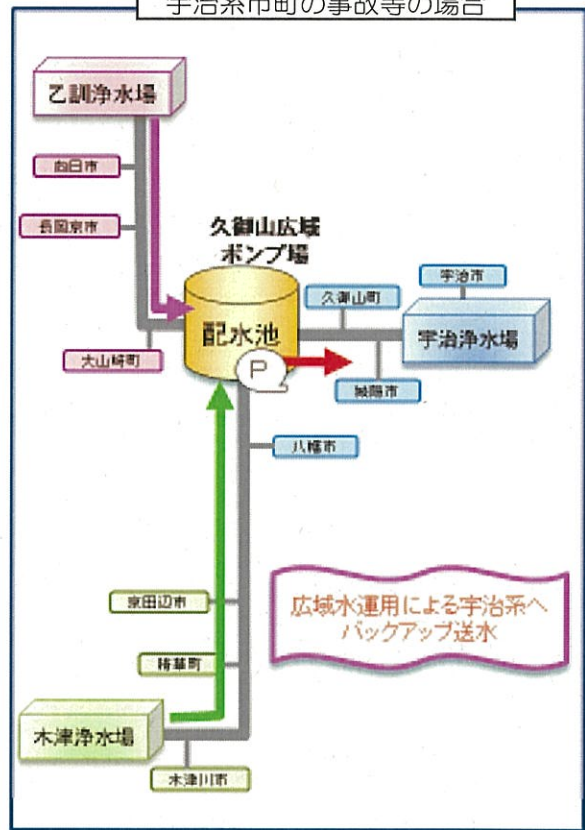 宇治系市町の事故等の場合
乙訓浄水場
向日市
長岡京市
久御山広域
ポンプ場
宇治市
久御山町
配水池
宇治浄水場
大山崎町
P
城陽市
八幡市
京田辺市
広域水運用による宇治系へ
バックアップ送水
精華町
木津浄水場
木津川市